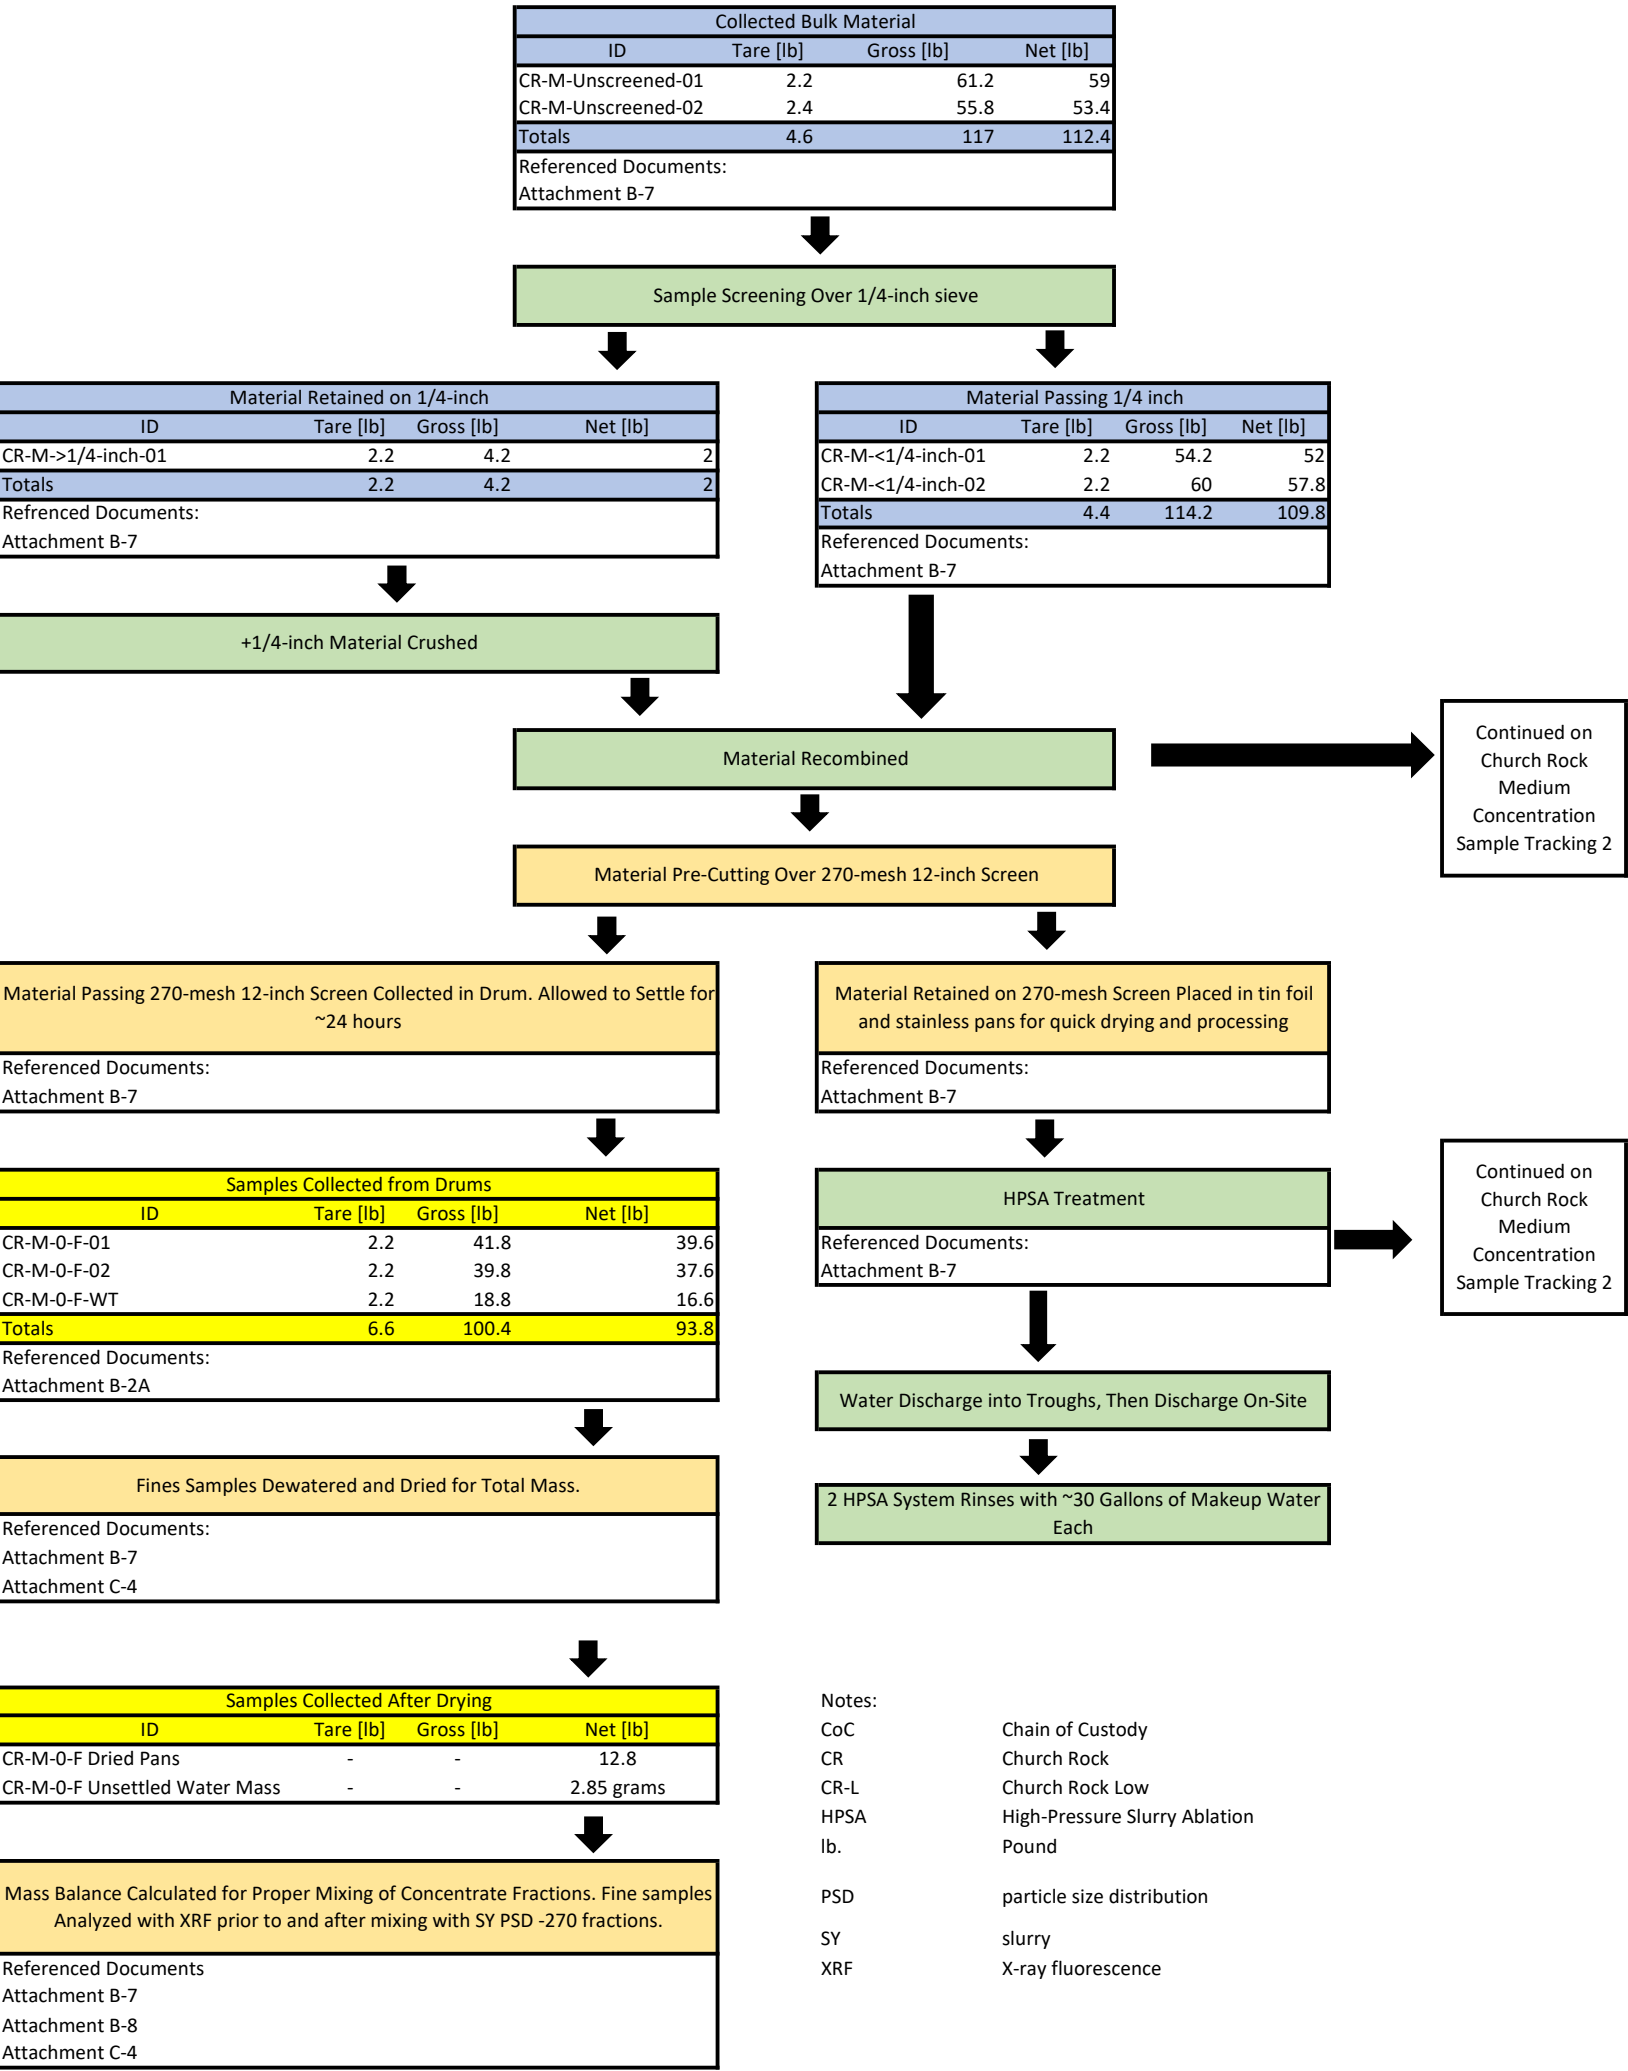 Collected Bulk Material
ID Tare [lb] Gross [lb] Net [lb]
CR-M-Unscreened-01 2.2 61.2 59
CR-M-Unscreened-02 2.4 55.8 53.4
Totals 4.6 117 112.4
Referenced Documents:
Attachment B-7
Sample Screening Over 1/4-inch sieve
Material Retained on 1/4-inch
ID Tare [lb] Gross [lb] Net [lb]
CR-M->1/4-inch-01 2.2 4.2 2
Totals 2.2 4.2 2
Refrenced Documents:
Attachment B-7
Material Passing 1/4 inch
ID Tare [lb] Gross [lb] Net [lb]
CR-M-<1/4-inch-01 2.2 54.2 52
CR-M-<1/4-inch-02 2.2 60 57.8
Totals 4.4 114.2 109.8
Referenced Documents:
Attachment B-7
+1/4-inch Material Crushed
Material Recombined
Continued on
Church Rock
Medium
Concentration
Sample Tracking 2
Material Pre-Cutting Over 270-mesh 12-inch Screen
Material Passing 270-mesh 12-inch Screen Collected in Drum. Allowed to Settle for
~24 hours
Referenced Documents:
Attachment B-7
Material Retained on 270-mesh Screen Placed in tin foil
and stainless pans for quick drying and processing
Referenced Documents:
Attachment B-7
Samples Collected from Drums
ID Tare [lb] Gross [lb] Net [lb]
CR-M-0-F-01 2.2 41.8 39.6
CR-M-0-F-02 2.2 39.8 37.6
CR-M-0-F-WT 2.2 18.8 16.6
Totals 6.6 100.4 93.8
Referenced Documents:
Attachment B-2A
HPSA Treatment
Referenced Documents:
Attachment B-7
Continued on
Church Rock
Medium
Concentration
Sample Tracking 2
Water Discharge into Troughs, Then Discharge On-Site
2 HPSA System Rinses with ~30 Gallons of Makeup Water
Each
Fines Samples Dewatered and Dried for Total Mass.
Referenced Documents:
Attachment B-7
Attachment C-4
Samples Collected After Drying
ID Tare [lb] Gross [lb] Net [lb]
CR-M-0-F Dried Pans - - 12.8
CR-M-0-F Unsettled Water Mass - - 2.85 grams
Mass Balance Calculated for Proper Mixing of Concentrate Fractions. Fine samples
Analyzed with XRF prior to and after mixing with SY PSD -270 fractions.
Referenced Documents
Attachment B-7
Attachment B-8
Attachment C-4
Notes:
CoC Chain of Custody
CR Church Rock
CR-L Church Rock Low
HPSA High-Pressure Slurry Ablation
lb. Pound
PSD particle size distribution
SY slurry
XRF X-ray fluorescence